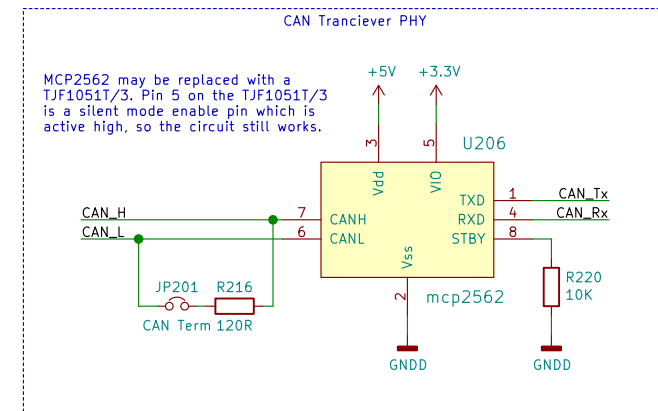 CAN Tranciever PHY
MCP2562 may be replaced with a
TJF1051T/3. Pin 5 on the TJF1051T/3
is a silent mode enable pin which is
active high, so the circuit still works.
+5V
+3.3V
3
5
U206
Vdd
VIO
TXD
1
CAN_Tx
CAN_H
7
CANH
RXD
4
CAN_Rx
CAN_L
6
CANL
STBY
8
Vss
JP201
R216
R220
10K
2
mcp2562
CAN Term
120R
GNDD
GNDD